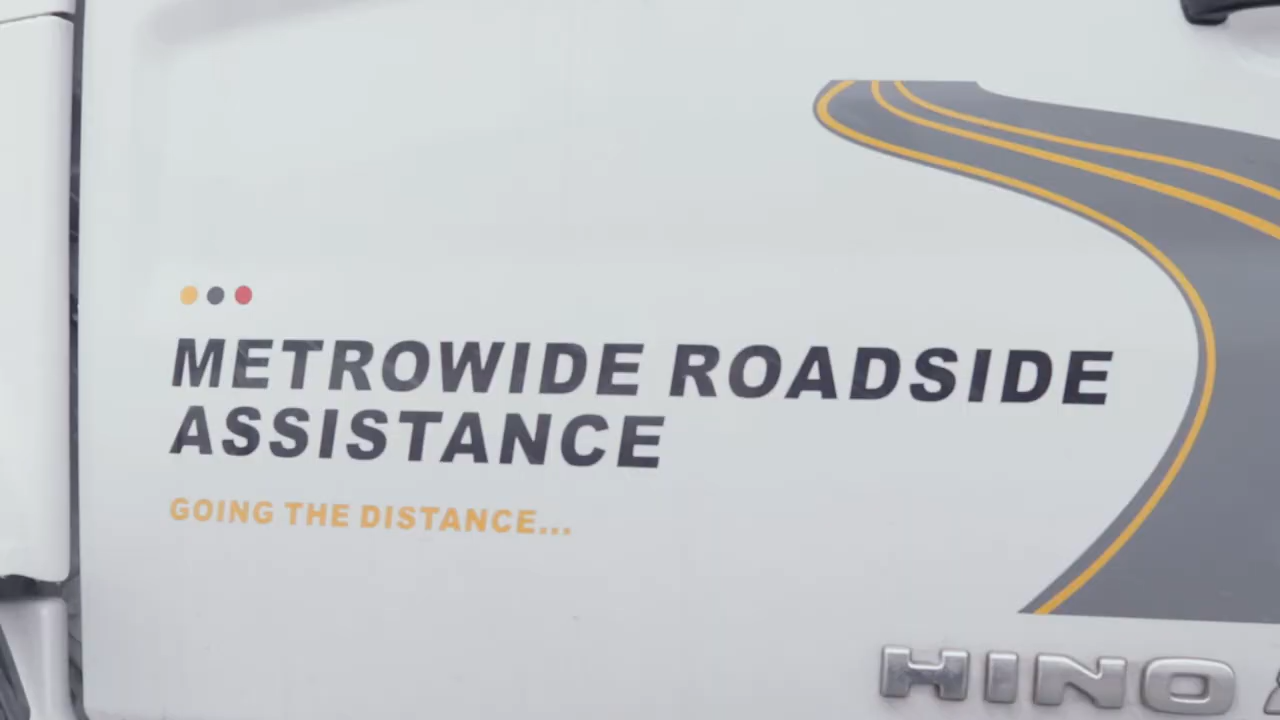 METROWIDE ROADSIDE
ASSISTANCE
GOING THE DISTANCE...
HINO